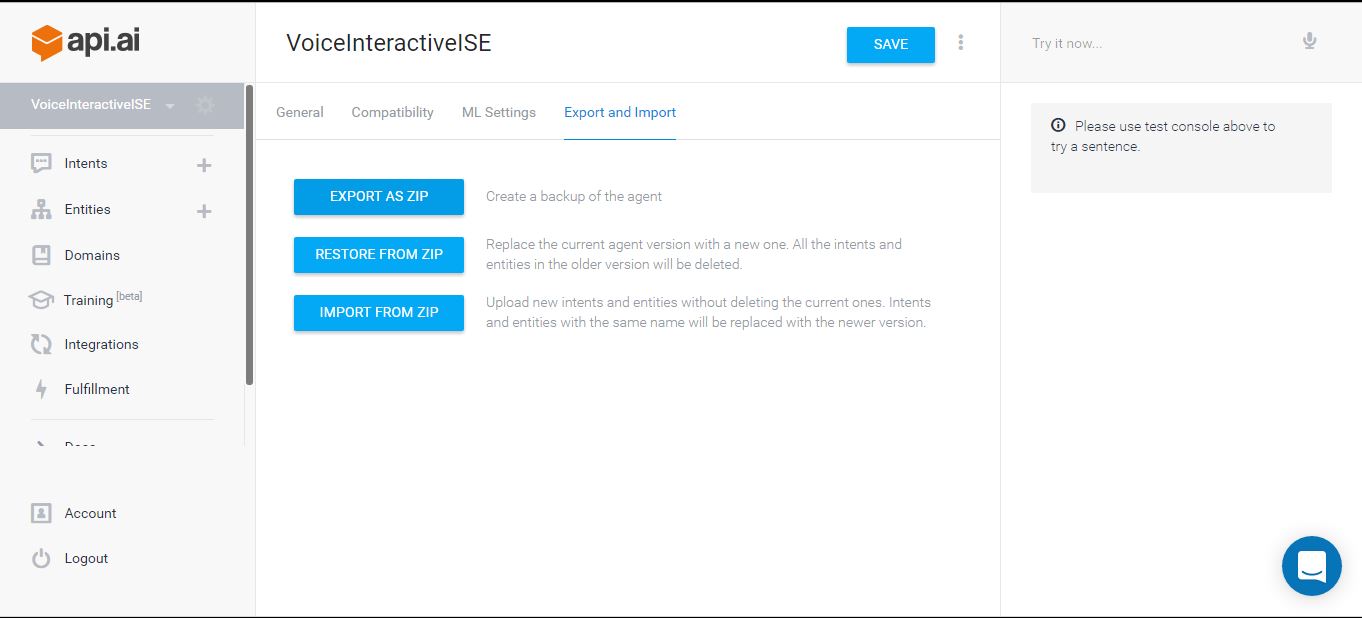 api.ai
VoiceInteractiveISE
Intents
Entities
Domains
Training [beta]
Integrations
Fulfillment
Docs
Account
Logout
VoiceInteractiveISE
SAVE
General Compatibility ML Settings Export and Import
EXPORT AS ZIP
Create a backup of the agent
RESTORE FROM ZIP
Replace the current agent version with a new one. All the intents and
entities in the older version will be deleted.
IMPORT FROM ZIP
Upload new intents and entities without deleting the current ones. Intents
and entities with the same name will be replaced with the newer version.
Try it now...
Please use test console above to
try a sentence.